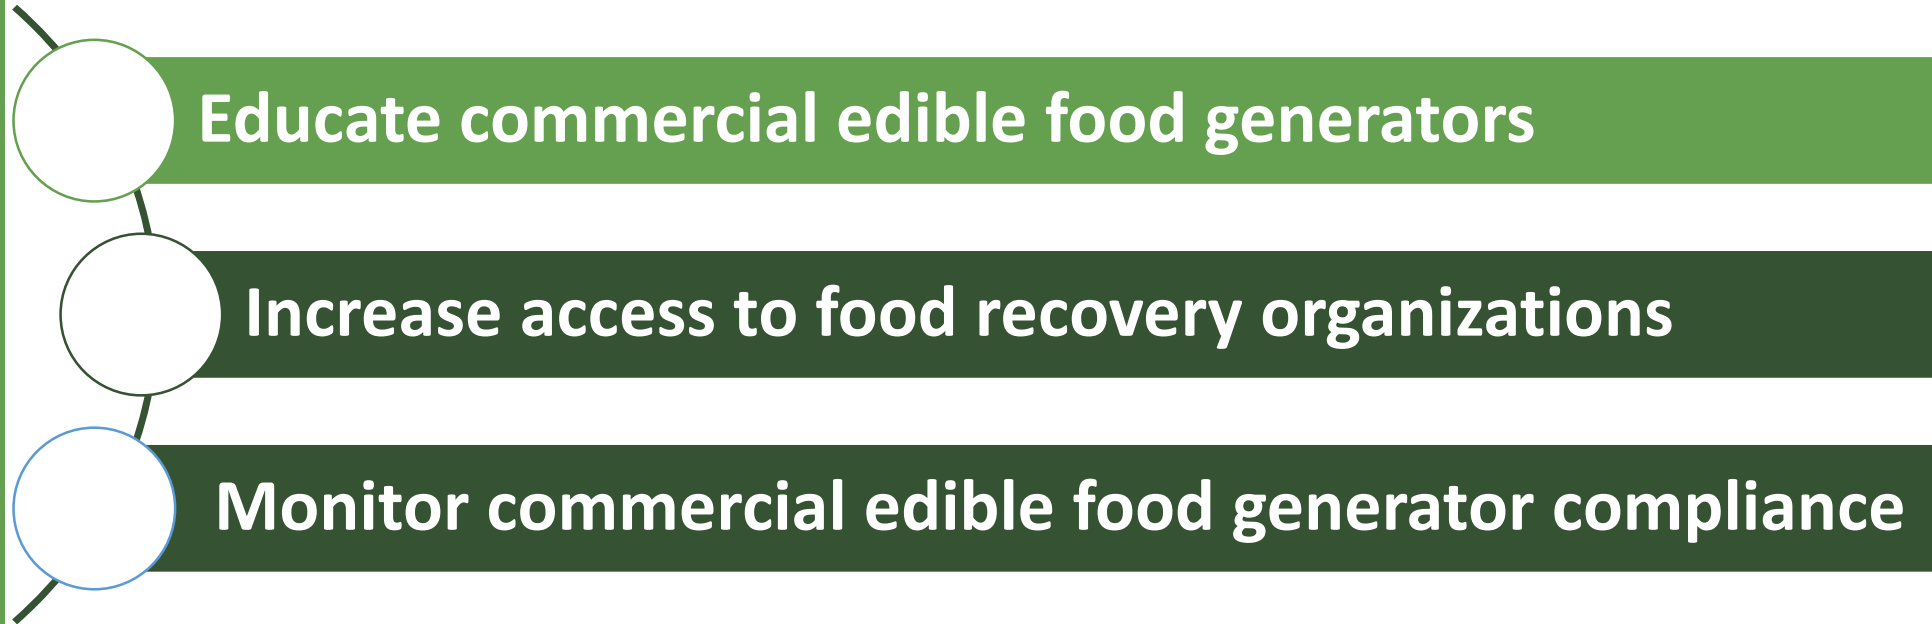 Educate commercial edible food generators
Increase access to food recovery organizations
Monitor commercial edible food generator compliance